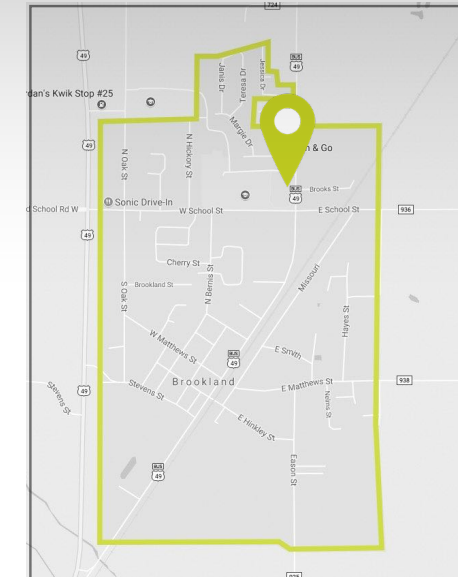 724
49
49
dan's Kwik Stop #25
Janis Dr
Teresa Dr
Jessica Dr
Margie Dr
N Oak St
N Hickory St
49
n & Go
BUS
49
Brooks St
Sonic Drive-In
d School Rd W
W School St
E School St
936
49
Cherry St
Missouri
Brookland St
S Oak St
N Bernis St
Hayes St
W Matthews St
E Smith
BUS
49
Brookland
938
Stevens St
49
Stevens St
E Matthews St
Nelms St
E Hinkley St
Eason St
BUS
49